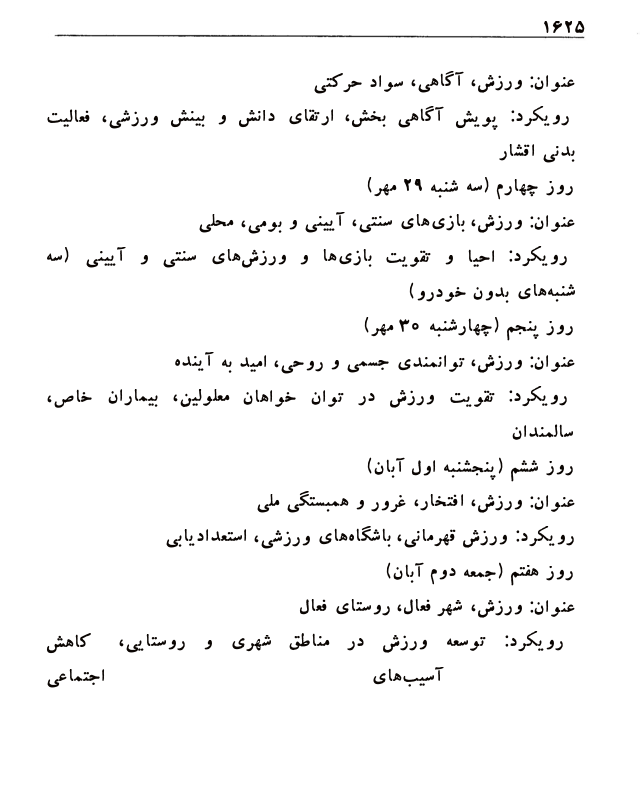 ۱۶۲۵
عنوان: ورزش، آگاهی، سواد حرکتی
رویکرد: پویش آگاهی بخش، ارتقای دانش و بینش ورزشی، فعالیت
بدنی اقشار
روز چهارم (سه شنبه ۲۹ مهر)
عنوان: ورزش، بازی‌های سنتی، آیینی و بومی، محلی
رویکرد: احیا و تقویت بازی‌ها و ورزش‌های سنتی و آیینی (سه
شنبه‌های بدون خودرو)
روز پنجم (چهارشنبه ۳۰ مهر)
عنوان: ورزش، توانمندی جسمی و روحی، امید به آینده
رویکرد: تقویت ورزش در توان خواهان معلولین، بیماران خاص،
سالمندان
روز ششم (پنجشنبه اول آبان)
عنوان: ورزش، افتخار، غرور و همبستگی ملی
رویکرد: ورزش قهرمانی، باشگاه‌های ورزشی، استعدادیابی
روز هفتم (جمعه دوم آبان)
عنوان: ورزش، شهر فعال، روستای فعال
رویکرد: توسعه ورزش در مناطق شهری و روستایی، کاهش
آسیب‌های اجتماعی